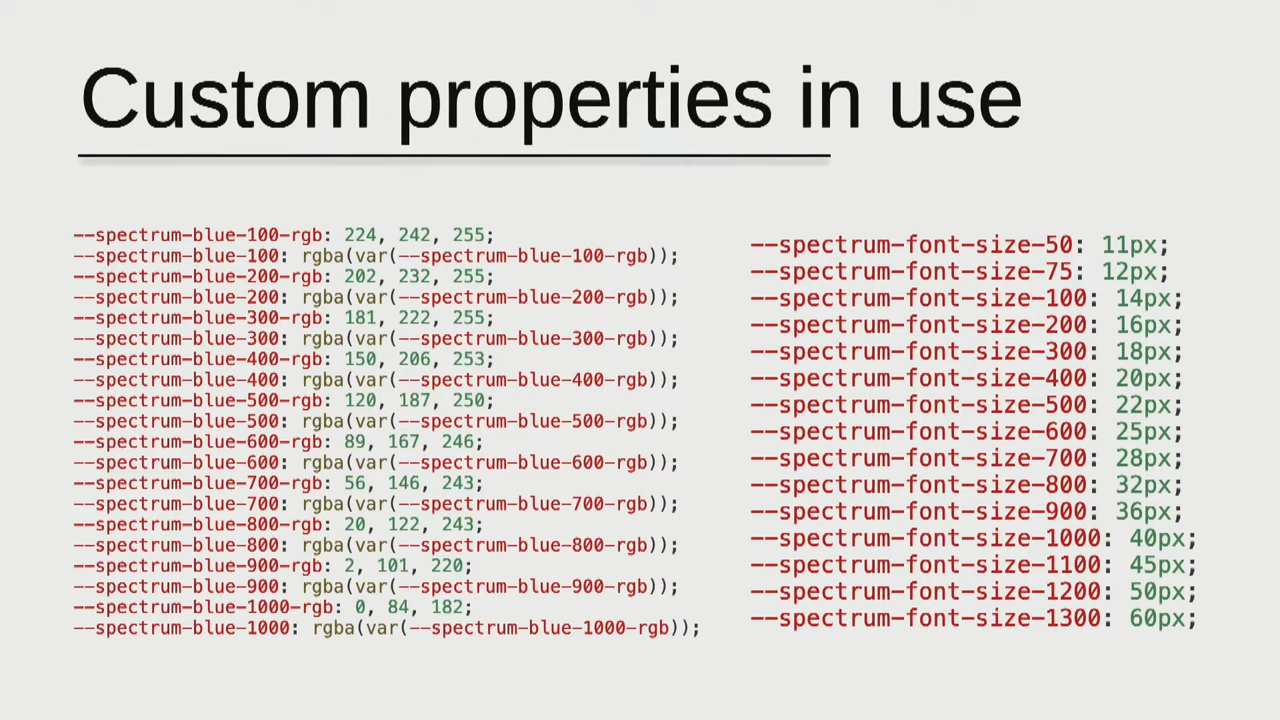 Custom properties in use
--spectrum-blue-100-rgb: 224, 242, 255;
--spectrum-blue-100: rgba(var(--spectrum-blue-100-rgb));
--spectrum-blue-200-rgb: 202, 232, 255;
--spectrum-blue-200: rgba(var(--spectrum-blue-200-rgb));
--spectrum-blue-300-rgb: 181, 222, 255;
--spectrum-blue-300: rgba(var(--spectrum-blue-300-rgb));
--spectrum-blue-400-rgb: 150, 206, 253;
--spectrum-blue-400: rgba(var(--spectrum-blue-400-rgb));
--spectrum-blue-500-rgb: 120, 187, 250;
--spectrum-blue-500: rgba(var(--spectrum-blue-500-rgb));
--spectrum-blue-600-rgb: 89, 167, 246;
--spectrum-blue-600: rgba(var(--spectrum-blue-600-rgb));
--spectrum-blue-700-rgb: 56, 146, 243;
--spectrum-blue-700: rgba(var(--spectrum-blue-700-rgb));
--spectrum-blue-800-rgb: 20, 122, 243;
--spectrum-blue-800: rgba(var(--spectrum-blue-800-rgb));
--spectrum-blue-900-rgb: 2, 101, 220;
--spectrum-blue-900: rgba(var(--spectrum-blue-900-rgb));
--spectrum-blue-1000-rgb: 0, 84, 182;
--spectrum-blue-1000: rgba(var(--spectrum-blue-1000-rgb));
--spectrum-font-size-50: 11px;
--spectrum-font-size-75: 12px;
--spectrum-font-size-100: 14px;
--spectrum-font-size-200: 16px;
--spectrum-font-size-300: 18px;
--spectrum-font-size-400: 20px;
--spectrum-font-size-500: 22px;
--spectrum-font-size-600: 25px;
--spectrum-font-size-700: 28px;
--spectrum-font-size-800: 32px;
--spectrum-font-size-900: 36px;
--spectrum-font-size-1000: 40px;
--spectrum-font-size-1100: 45px;
--spectrum-font-size-1200: 50px;
--spectrum-font-size-1300: 60px;